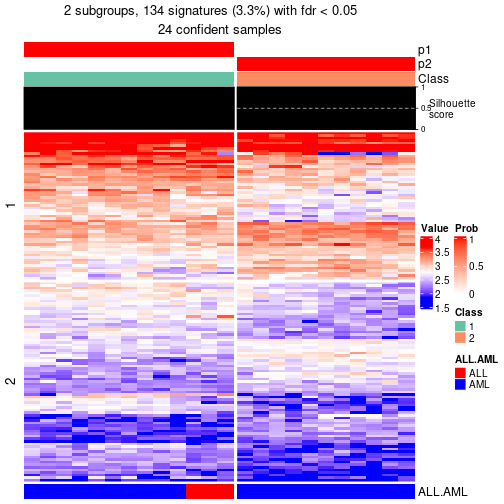 2 subgroups, 134 signatures (3.3%) with fdr < 0.05
24 confident samples
p1
p2
Class
1
0.5
0
Silhouette
score
1
2
ALL.AML
Value
4
3.5
3
2.5
2
1.5
Prob
1
0.5
0
Class
1
2
ALL.AML
ALL
AML